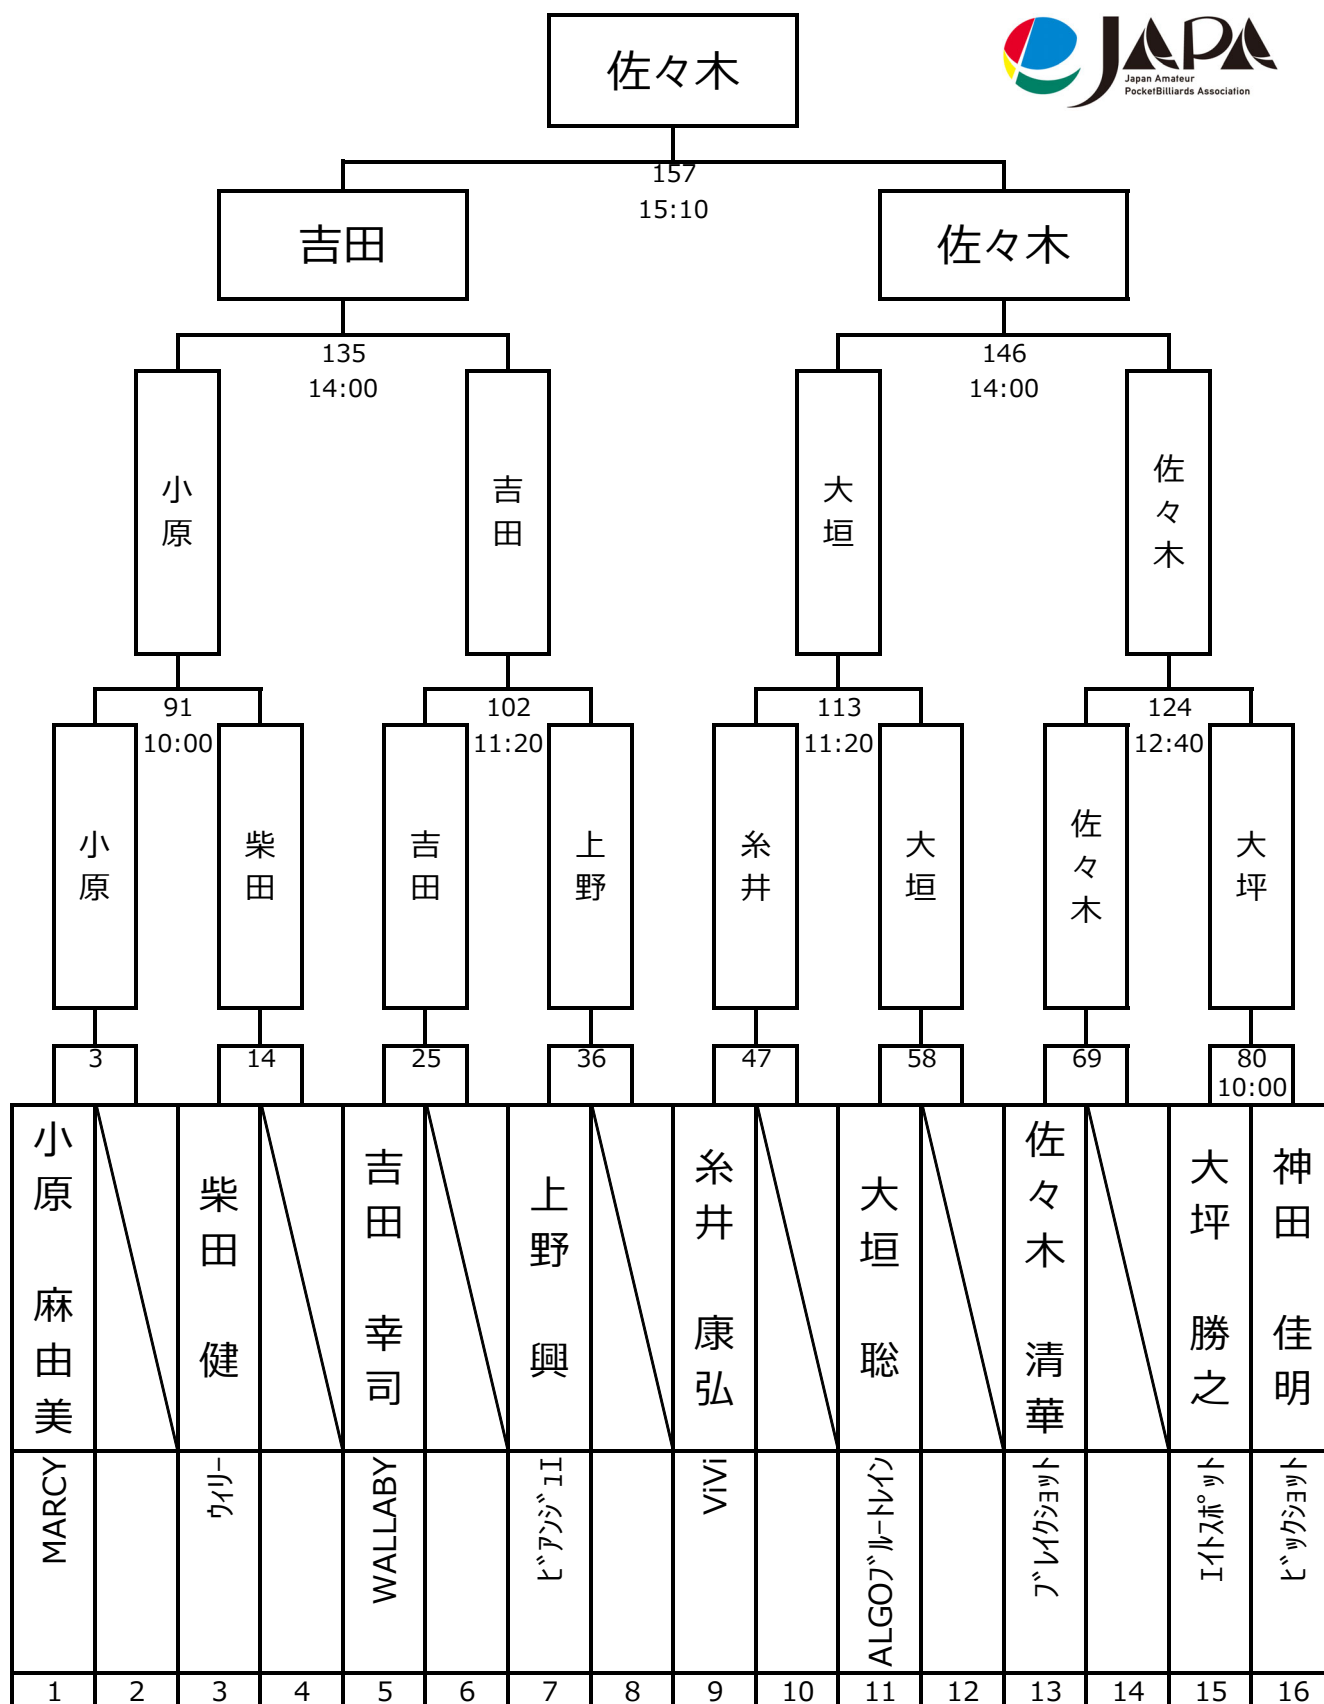 佐々木
JAPA
Japan Amateur
PocketBilliards Association
157
15:10
吉田
佐々木
135
14:00
146
14:00
小原
吉田
大垣
佐々木
91
10:00
102
11:20
113
11:20
124
12:40
小原
柴田
吉田
上野
糸井
大垣
佐々木
大坪
3
14
25
36
47
58
69
80
10:00
小原 麻由美
柴田 健
吉田 幸司
上野 興
糸井 康弘
大垣 聡
佐々木 清華
大坪 勝之
神田 佳明
MARCY
ｳｨﾘｰ
WALLABY
ﾋﾞｱﾝｼﾞｭｴ
ViVi
ALGOﾌﾞﾙｰﾄﾚｲﾝ
ﾌﾞﾚｲｸｼｮｯﾄ
ｴｲﾄｽﾎﾟｯﾄ
ﾋﾞｯｸｼｮｯﾄ
1 2 3 4 5 6 7 8 9 10 11 12 13 14 15 16